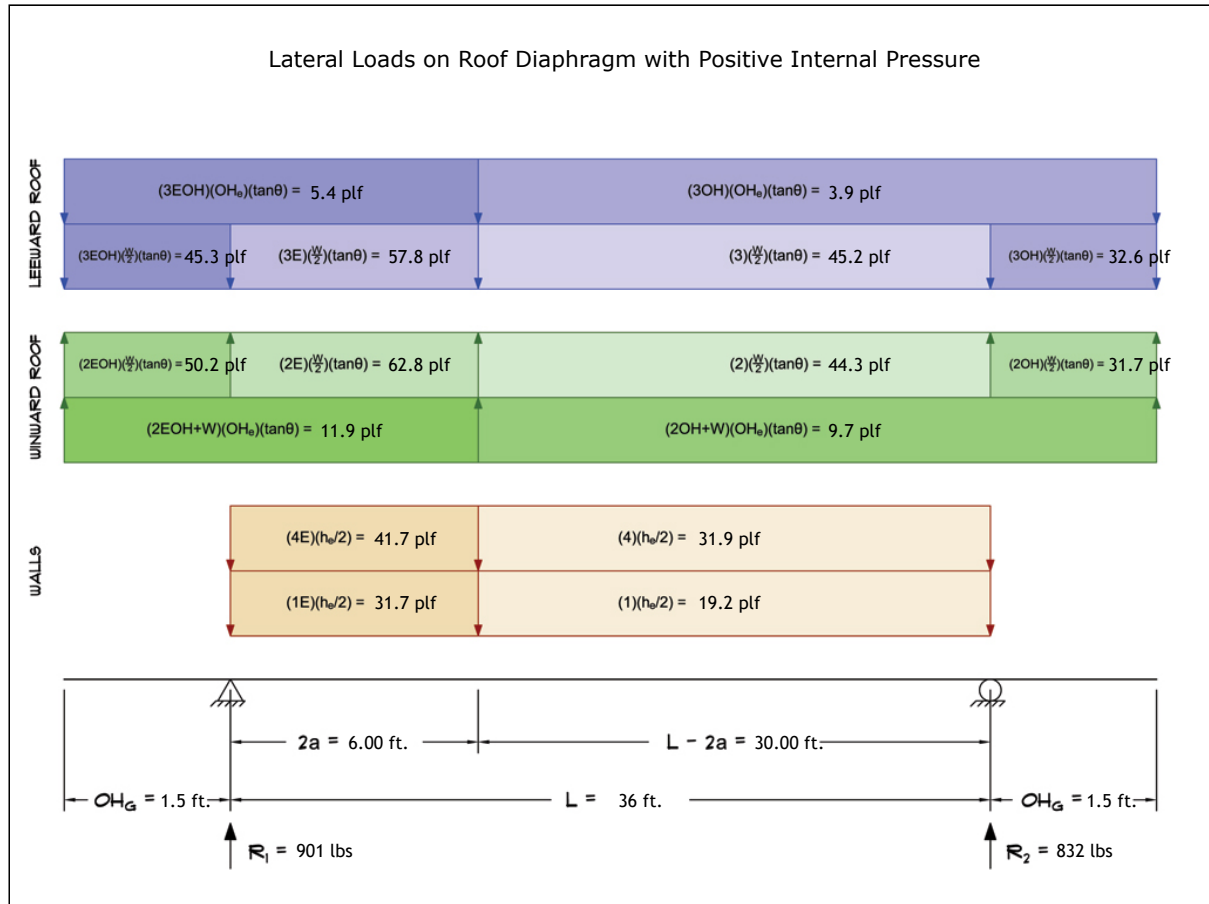 Lateral Loads on Roof Diaphragm with Positive Internal Pressure
LEEWARD ROOF
(3EOH)(OHₑ)(tanθ) = 5.4 plf
(3OH)(OHₑ)(tanθ) = 3.9 plf
(3EOH)(W/2)(tanθ) = 45.3 plf
(3E)(W/2)(tanθ) = 57.8 plf
(3)(W/2)(tanθ) = 45.2 plf
(3OH)(W/2)(tanθ) = 32.6 plf
WINWARD ROOF
(2EOH)(W/2)(tanθ) = 50.2 plf
(2E)(W/2)(tanθ) = 62.8 plf
(2)(W/2)(tanθ) = 44.3 plf
(2OH)(W/2)(tanθ) = 31.7 plf
(2EOH+W)(OHₑ)(tanθ) = 11.9 plf
(2OH+W)(OHₑ)(tanθ) = 9.7 plf
WALLS
(4E)(hₑ/2) = 41.7 plf
(4)(hₑ/2) = 31.9 plf
(1E)(hₑ/2) = 31.7 plf
(1)(hₑ/2) = 19.2 plf
2a = 6.00 ft.
L - 2a = 30.00 ft.
OH_G = 1.5 ft.
L = 36 ft.
OH_G = 1.5 ft.
R₁ = 901 lbs
R₂ = 832 lbs